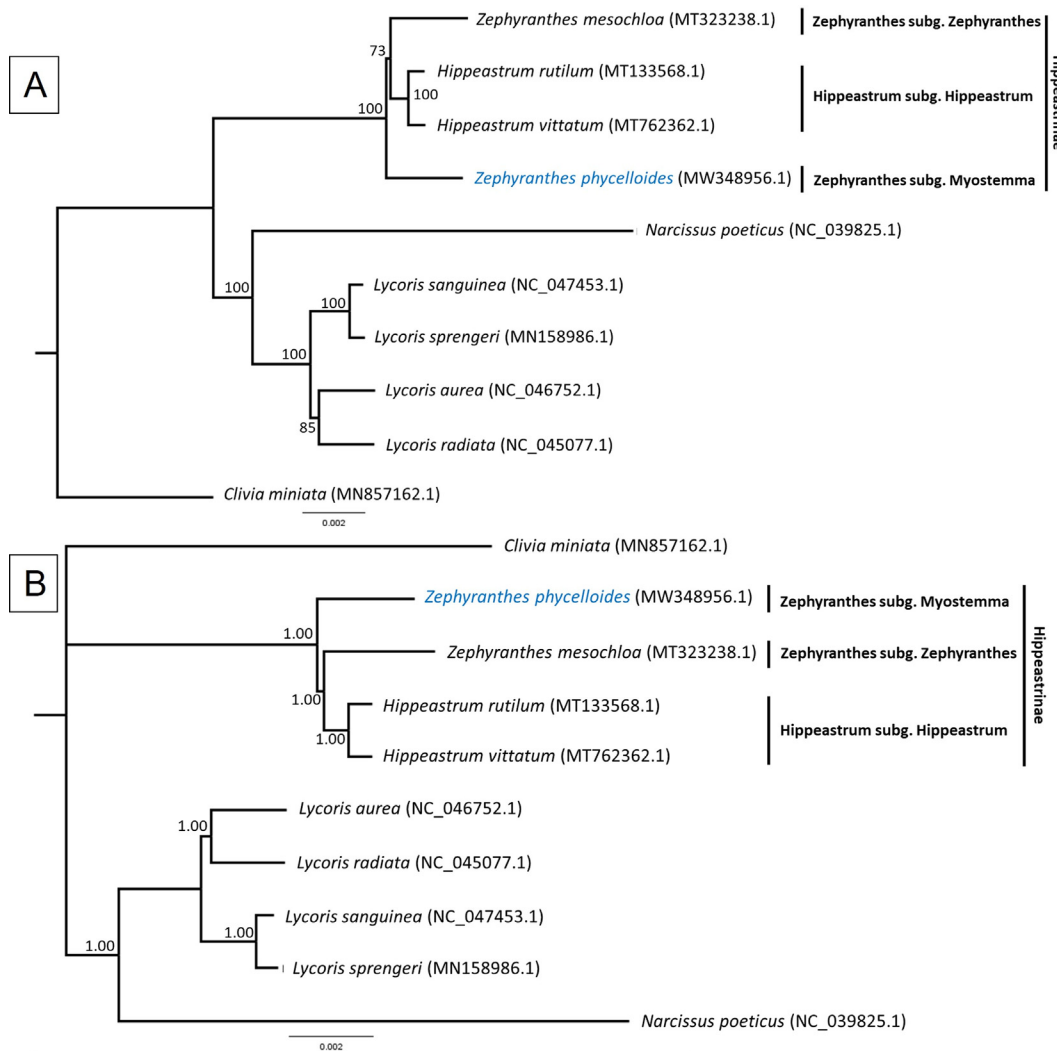 A
Zephyranthes mesochloa (MT323238.1)
Zephyranthes subg. Zephyranthes
73
Hippeastrum rutilum (MT133568.1)
100
Hippeastrum subg. Hippeastrum
100
Hippeastrum vittatum (MT762362.1)
Zephyranthes phycelloides (MW348956.1)
Zephyranthes subg. Myostemma
Hippeastrinae
Narcissus poeticus (NC_039825.1)
100
Lycoris sanguinea (NC_047453.1)
100
Lycoris sprengeri (MN158986.1)
100
Lycoris aurea (NC_046752.1)
85
Lycoris radiata (NC_045077.1)
Clivia miniata (MN857162.1)
0.002
B
Clivia miniata (MN857162.1)
Zephyranthes phycelloides (MW348956.1)
Zephyranthes subg. Myostemma
1.00
Zephyranthes mesochloa (MT323238.1)
Zephyranthes subg. Zephyranthes
1.00
Hippeastrum rutilum (MT133568.1)
Hippeastrum subg. Hippeastrum
1.00
Hippeastrum vittatum (MT762362.1)
Hippeastrinae
Lycoris aurea (NC_046752.1)
1.00
Lycoris radiata (NC_045077.1)
Lycoris sanguinea (NC_047453.1)
1.00
1.00
Lycoris sprengeri (MN158986.1)
Narcissus poeticus (NC_039825.1)
0.002